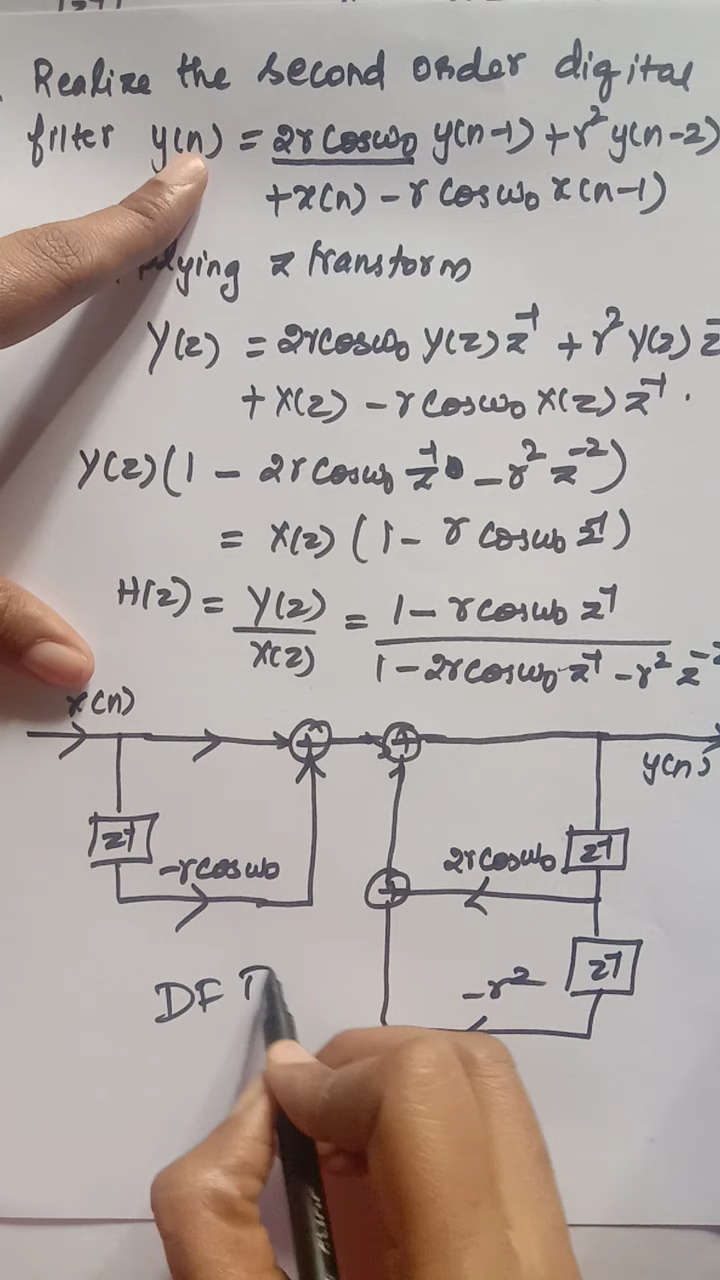 Realize the second order digital
filter y(n) = 2r cosω₀ y(n-1) + r² y(n-2)
+ x(n) - r cosω₀ x(n-1)
plying z transform
Y(z) = 2r cosω₀ Y(z) z⁻¹ + r² Y(z) z
+ X(z) - r cosω₀ X(z) z⁻¹.
Y(z) (1 - 2r cosω₀ z⁻¹ - r² z⁻²)
= X(z) (1 - r cosω₀ z⁻¹)
H(z) = Y(z)/X(z) = 1 - r cosω₀ z⁻¹ / 1 - 2r cosω₀ z⁻¹ - r² z⁻²
x(n)
+ +
y(n)
z⁻¹ 2r cosω₀ z⁻¹
-r cosω₀ +
-r² z⁻¹
DF